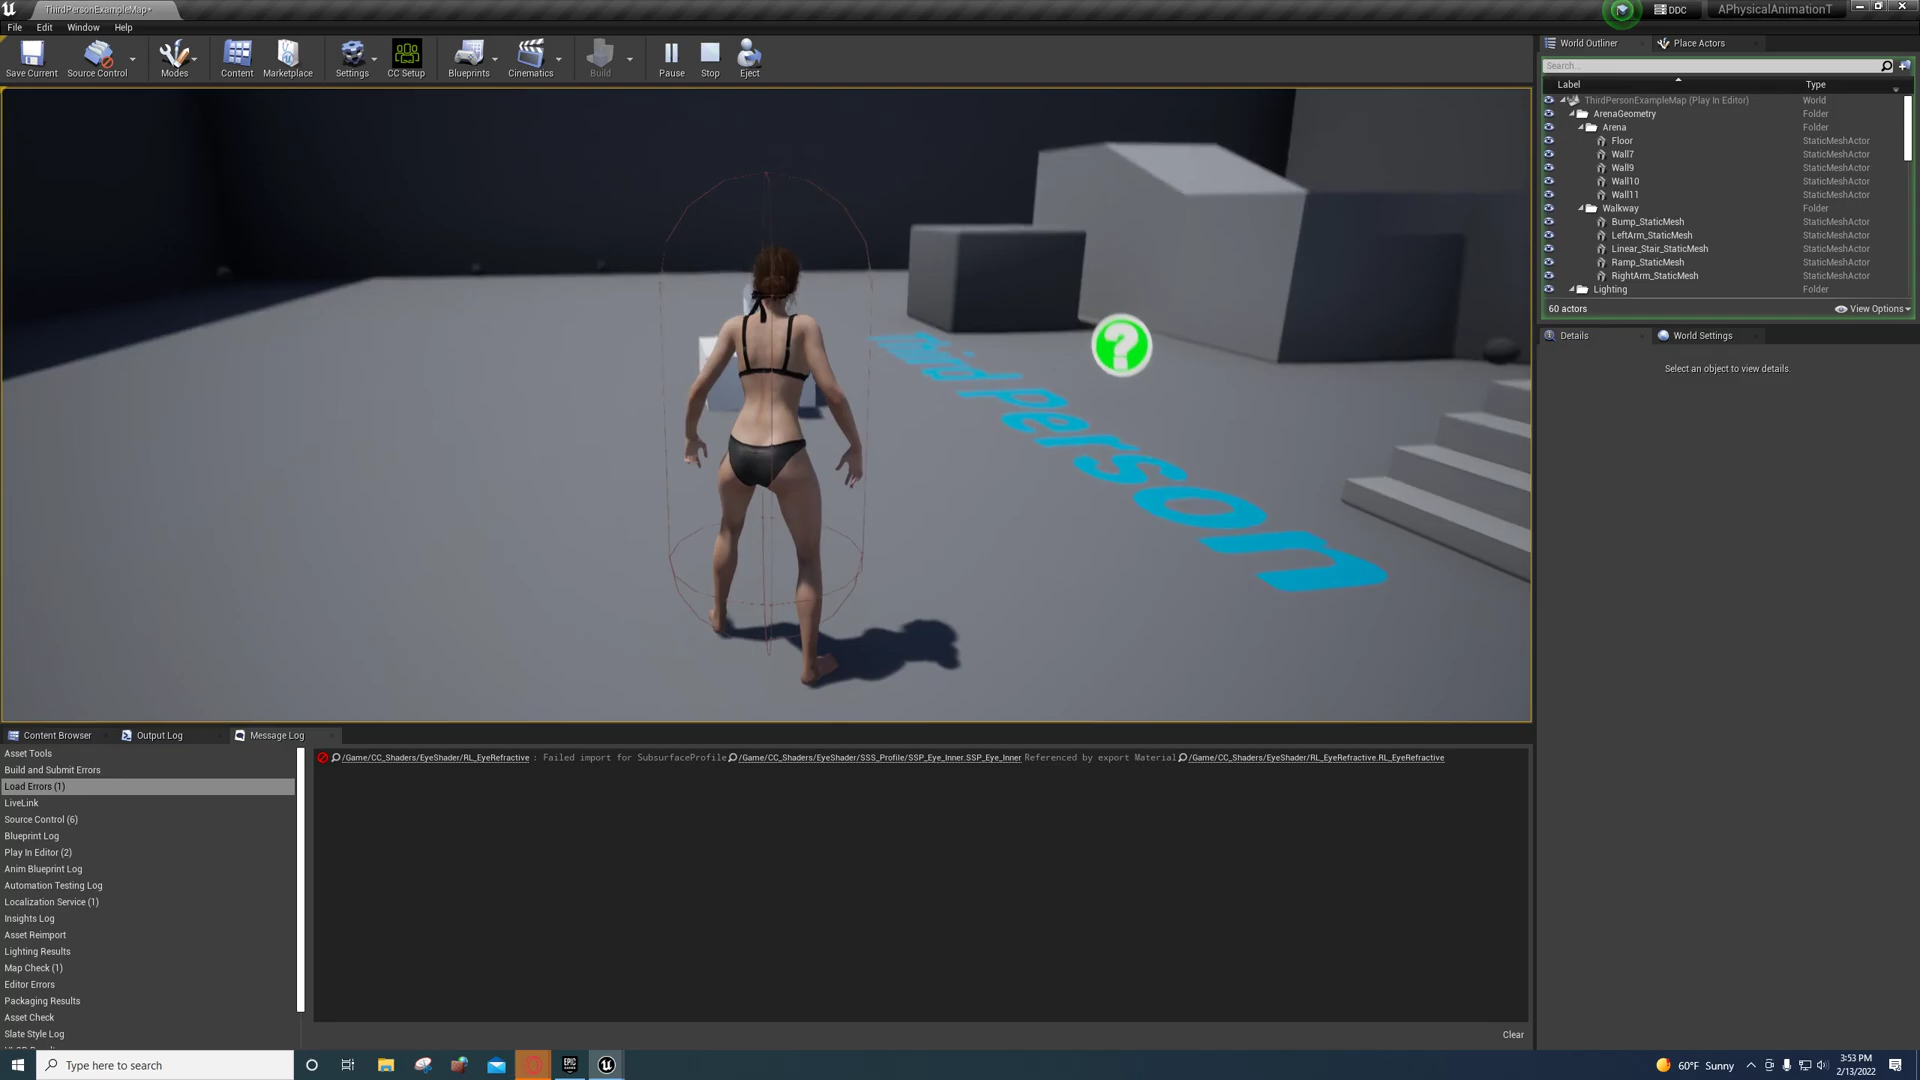 ThirdPersonExampleMap*
DDC
APhysicalAnimationT
File Edit Window Help
Save Current Source Control Modes Content Marketplace Settings CC Setup Blueprints Cinematics Build Pause Stop Eject
World Outliner Place Actors
Search...
Label Type
ThirdPersonExampleMap (Play In Editor) World
ArenaGeometry Folder
Arena Folder
Floor StaticMeshActor
Wall7 StaticMeshActor
Wall9 StaticMeshActor
Wall10 StaticMeshActor
Wall11 StaticMeshActor
Walkway Folder
Bump_StaticMesh StaticMeshActor
LeftArm_StaticMesh StaticMeshActor
Linear_Stair_StaticMesh StaticMeshActor
Ramp_StaticMesh StaticMeshActor
RightArm_StaticMesh StaticMeshActor
Lighting Folder
60 actors View Options
Details World Settings
Select an object to view details.
?
Third Person
Content Browser Output Log Message Log
Asset Tools
Build and Submit Errors
Load Errors (1)
LiveLink
Source Control (6)
Blueprint Log
Play In Editor (2)
Anim Blueprint Log
Automation Testing Log
Localization Service (1)
Insights Log
Asset Reimport
Lighting Results
Map Check (1)
Editor Errors
Packaging Results
Asset Check
Slate Style Log
/Game/CC_Shaders/EyeShader/RL_EyeRefractive : Failed import for SubsurfaceProfile /Game/CC_Shaders/EyeShader/SSS_Profile/SSP_Eye_Inner.SSP_Eye_Inner Referenced by export Material /Game/CC_Shaders/EyeShader/RL_EyeRefractive.RL_EyeRefractive
Clear
Type here to search
EPIC GAMES
60°F Sunny
3:53 PM
2/13/2022